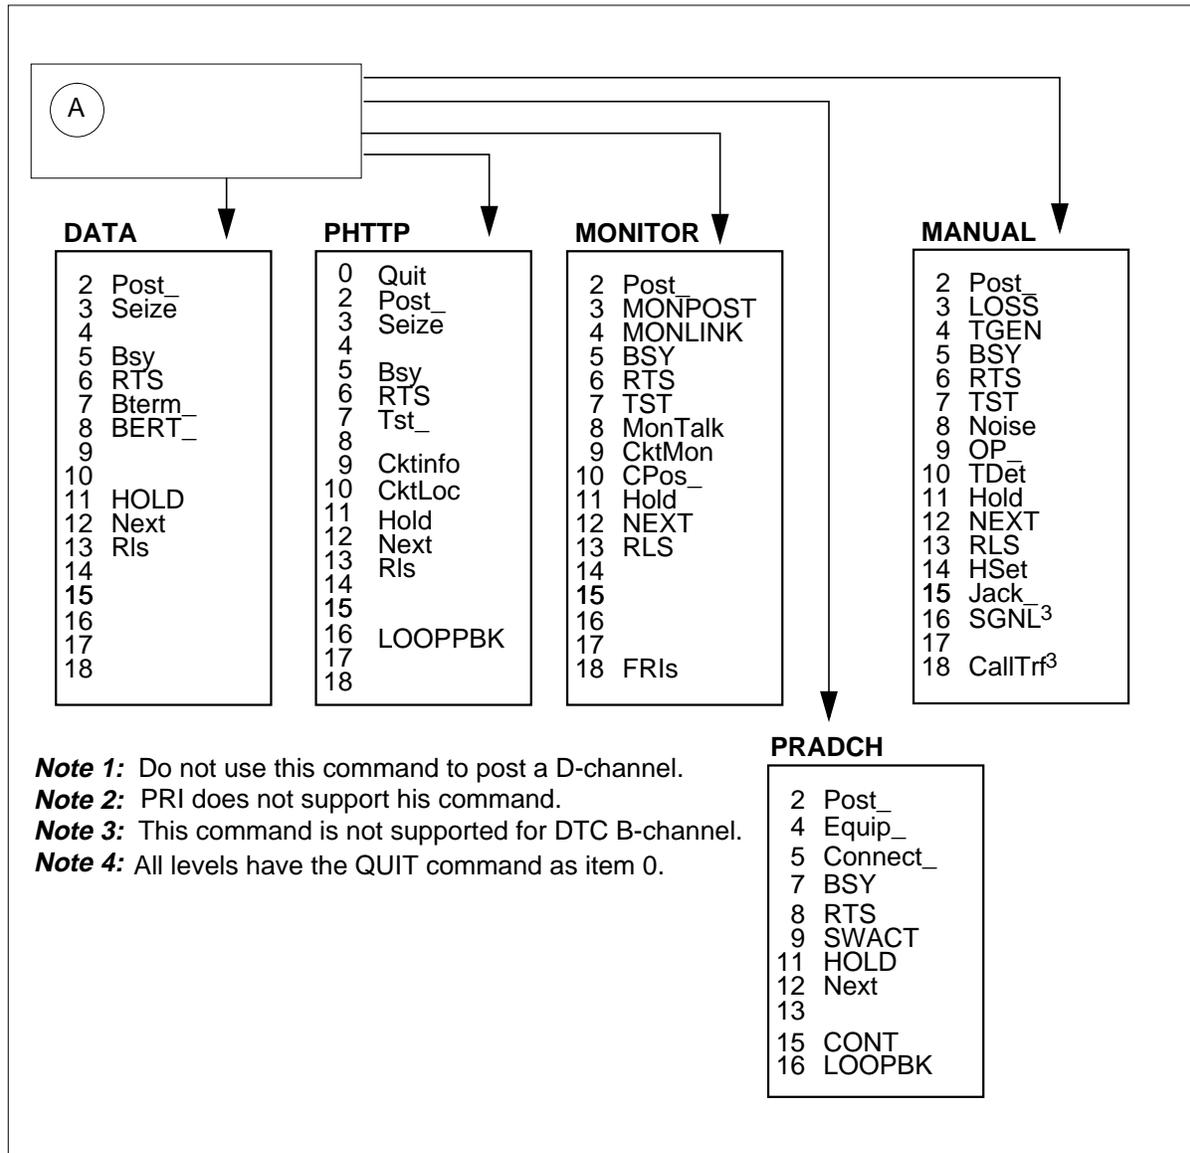 A
DATA
2 Post_
3 Seize
4
5 Bsy
6 RTS
7 Bterm_
8 BERT_
9
10
11 HOLD
12 Next
13 Rls
14
15
16
17
18
PHTTP
0 Quit
2 Post_
3 Seize
4
5 Bsy
6 RTS
7 Tst_
8
9 Cktinfo
10 CktLoc
11 Hold
12 Next
13 Rls
14
15
16 LOOPPBK
17
18
MONITOR
2 Post_
3 MONPOST
4 MONLINK
5 BSY
6 RTS
7 TST
8 MonTalk
9 CktMon
10 CPos_
11 Hold
12 NEXT
13 RLS
14
15
16
17
18 FRIs
MANUAL
2 Post_
3 LOSS
4 TGEN
5 BSY
6 RTS
7 TST
8 Noise
9 OP_
10 TDet
11 Hold
12 NEXT
13 RLS
14 HSet
15 Jack_
16 SGNL3
17
18 CallTrf3
PRADCH
2 Post_
4 Equip_
5 Connect_
7 BSY
8 RTS
9 SWACT
11 HOLD
12 Next
13
15 CONT
16 LOOPBK
Note 1: Do not use this command to post a D-channel.
Note 2: PRI does not support his command.
Note 3: This command is not supported for DTC B-channel.
Note 4: All levels have the QUIT command as item 0.